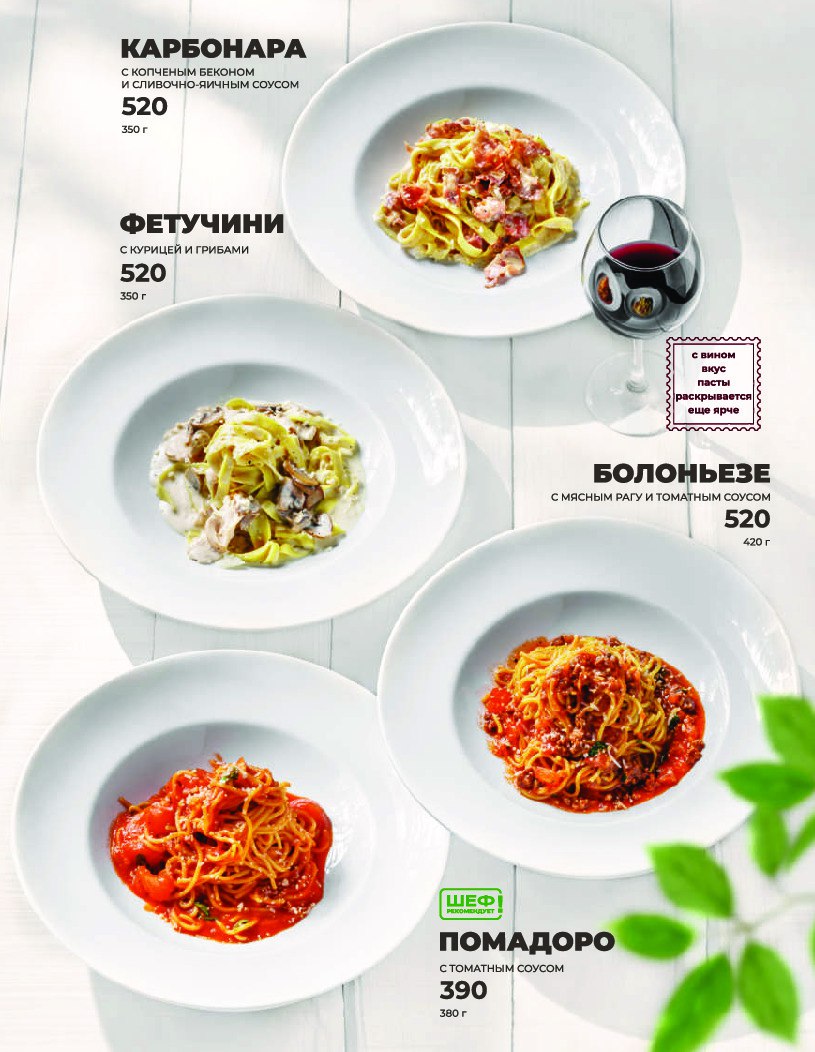 КАРБОНАРА
С КОПЧЕНЫМ БЕКОНОМ
И СЛИВОЧНО-ЯИЧНЫМ СОУСОМ
520
350 г
ФЕТУЧИНИ
С КУРИЦЕЙ И ГРИБАМИ
520
350 г
с вином
вкус
пасты
раскрывается
еще ярче
БОЛОНЬЕЗЕ
С МЯСНЫМ РАГУ И ТОМАТНЫМ СОУСОМ
520
420 г
ШЕФ!
РЕКОМЕНДУЕТ
ПОМАДОРО
С ТОМАТНЫМ СОУСОМ
390
380 г